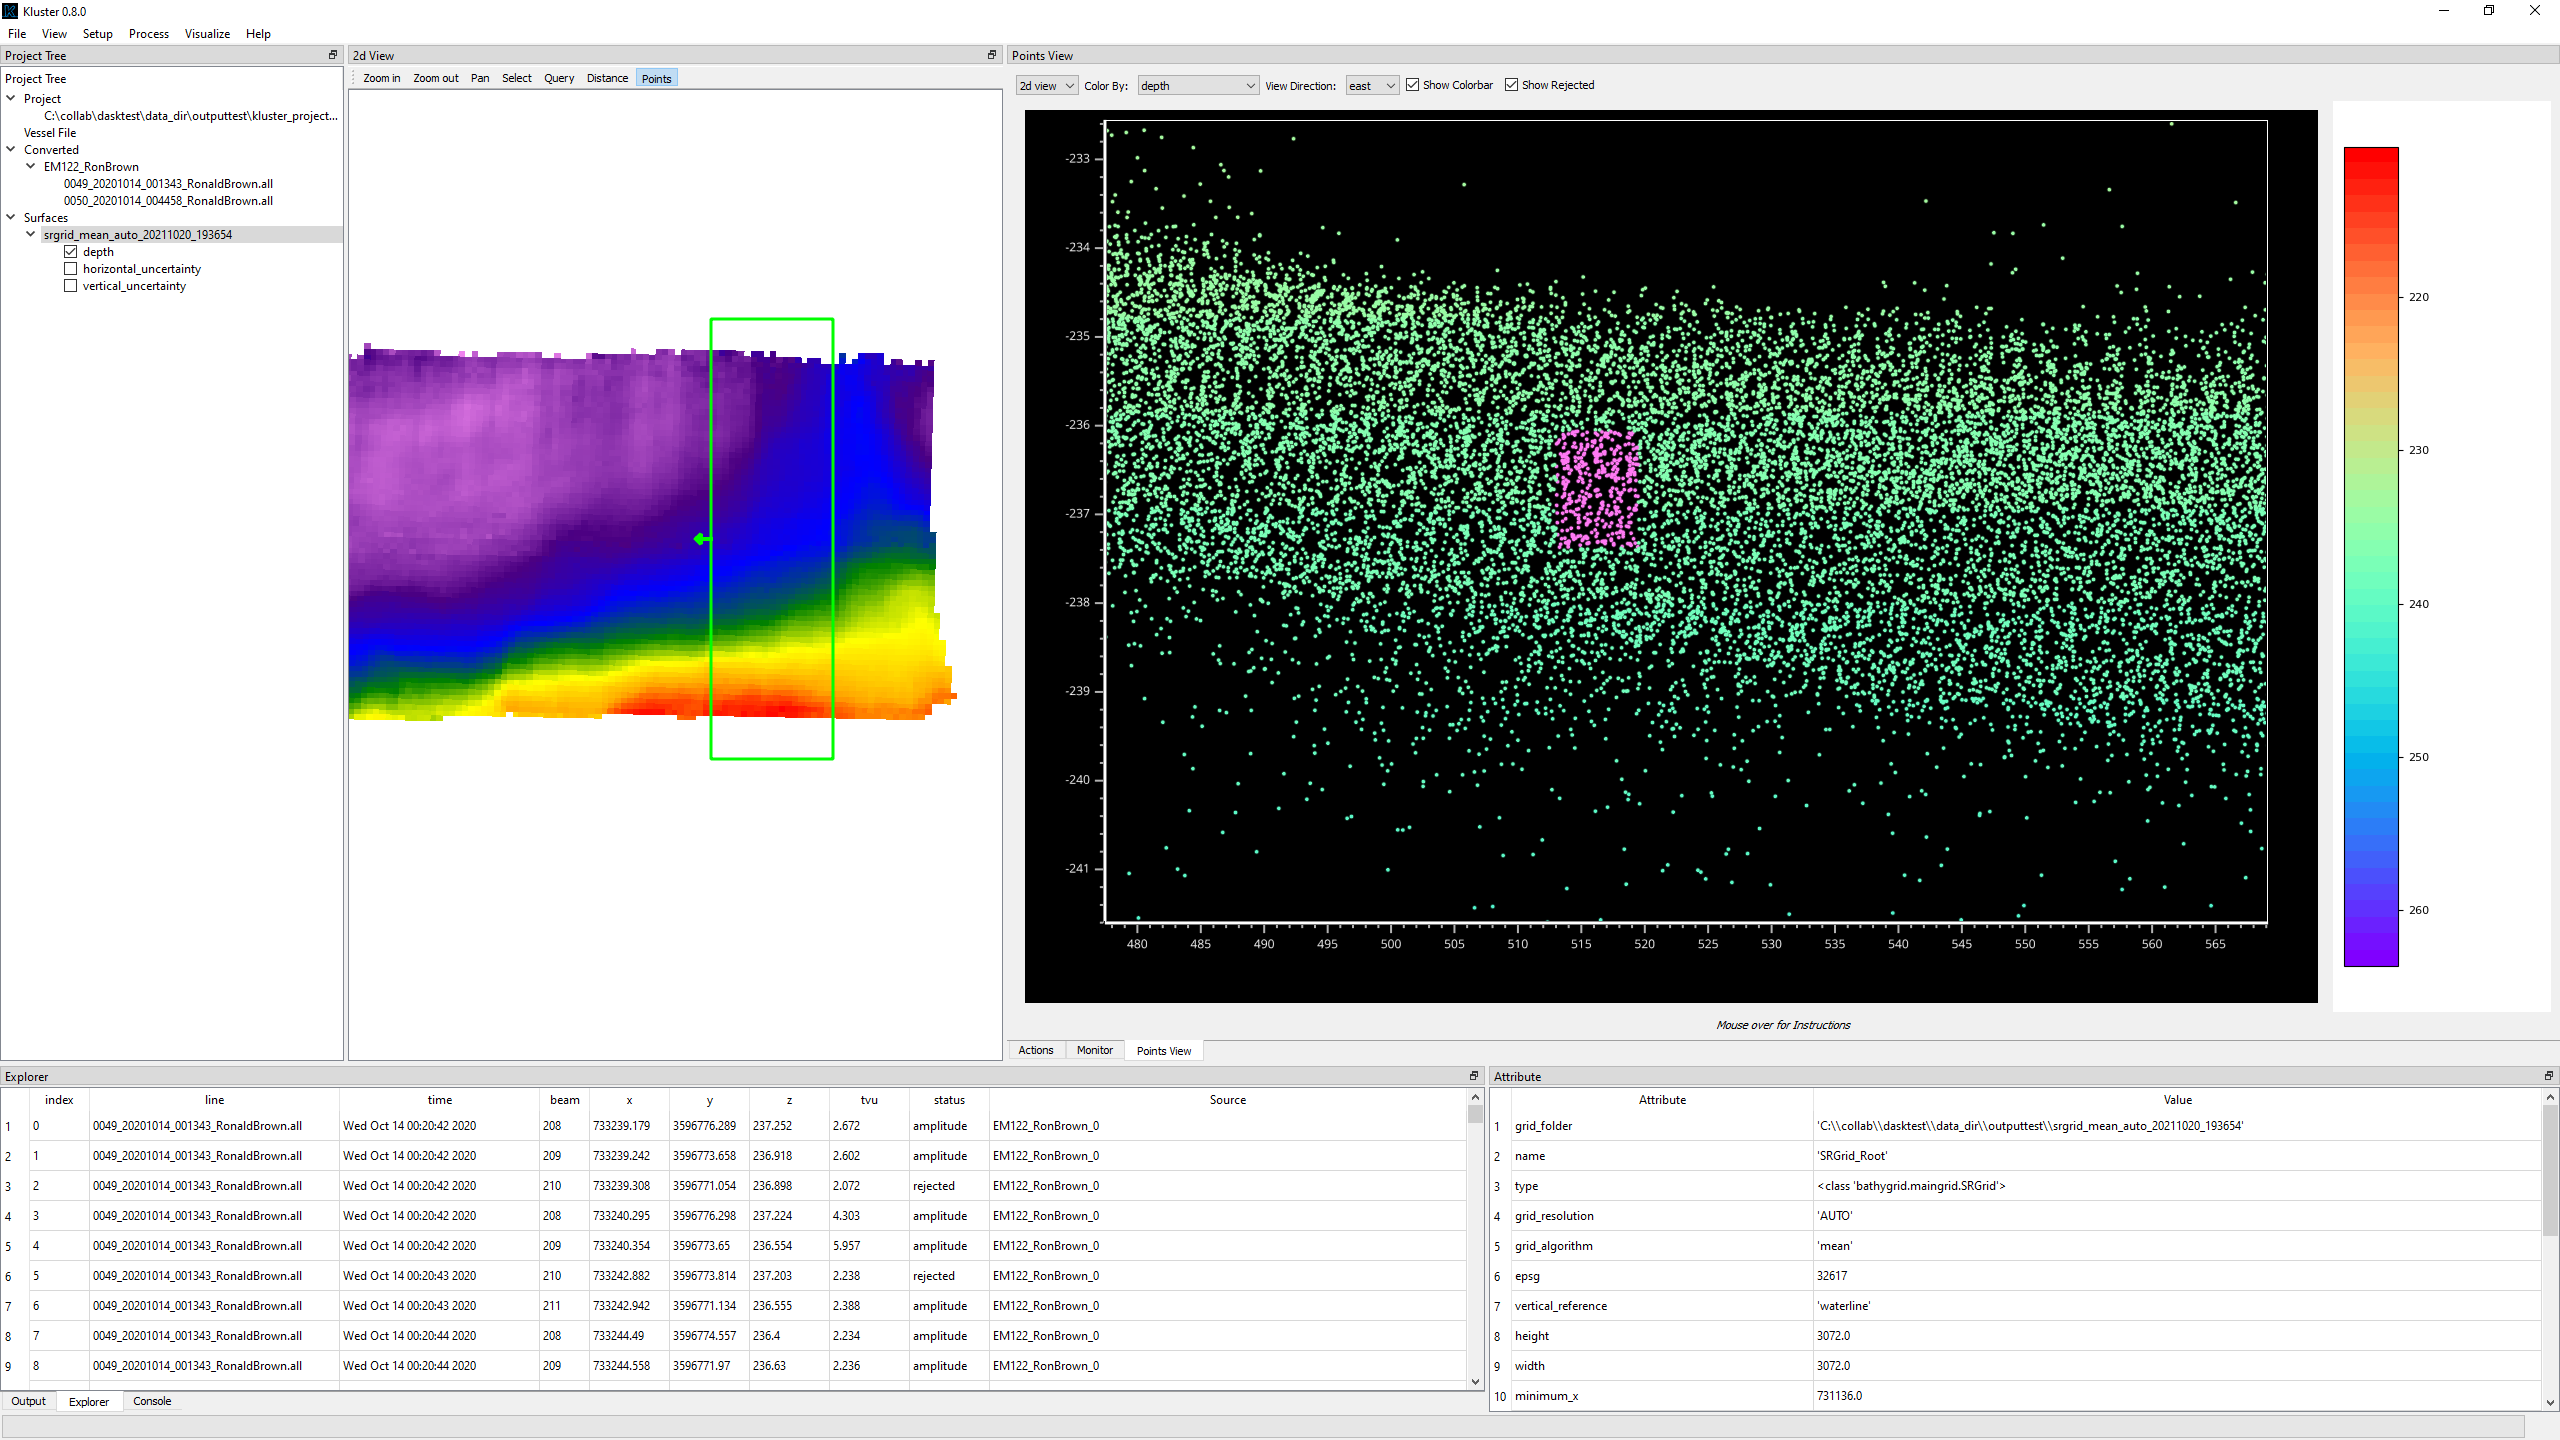 Kluster 0.8.0
File View Setup Process Visualize Help
Project Tree
Project Tree
Project
C:\collab\dasktest\data_dir\outputtest\kluster_project...
Vessel File
Converted
EM122_RonBrown
0049_20201014_001343_RonaldBrown.all
0050_20201014_004458_RonaldBrown.all
Surfaces
srgrid_mean_auto_20211020_193654
depth
horizontal_uncertainty
vertical_uncertainty
2d View
Zoom in Zoom out Pan Select Query Distance Points
Points View
2d view Color By: depth View Direction: east Show Colorbar Show Rejected
-233
-234
-235
-236
-237
-238
-239
-240
-241
480 485 490 495 500 505 510 515 520 525 530 535 540 545 550 555 560 565
220
230
240
250
260
Mouse over for Instructions
Actions Monitor Points View
Explorer
index line time beam x y z tvu status Source
1 0 0049_20201014_001343_RonaldBrown.all Wed Oct 14 00:20:42 2020 208 733239.179 3596776.289 237.252 2.672 amplitude EM122_RonBrown_0
2 1 0049_20201014_001343_RonaldBrown.all Wed Oct 14 00:20:42 2020 209 733239.242 3596773.658 236.918 2.602 amplitude EM122_RonBrown_0
3 2 0049_20201014_001343_RonaldBrown.all Wed Oct 14 00:20:42 2020 210 733239.308 3596771.054 236.898 2.072 rejected EM122_RonBrown_0
4 3 0049_20201014_001343_RonaldBrown.all Wed Oct 14 00:20:42 2020 208 733240.295 3596776.298 237.224 4.303 amplitude EM122_RonBrown_0
5 4 0049_20201014_001343_RonaldBrown.all Wed Oct 14 00:20:42 2020 209 733240.354 3596773.65 236.554 5.957 amplitude EM122_RonBrown_0
6 5 0049_20201014_001343_RonaldBrown.all Wed Oct 14 00:20:43 2020 210 733242.882 3596773.814 237.203 2.238 rejected EM122_RonBrown_0
7 6 0049_20201014_001343_RonaldBrown.all Wed Oct 14 00:20:43 2020 211 733242.942 3596771.134 236.555 2.388 amplitude EM122_RonBrown_0
8 7 0049_20201014_001343_RonaldBrown.all Wed Oct 14 00:20:44 2020 208 733244.49 3596774.557 236.4 2.234 amplitude EM122_RonBrown_0
9 8 0049_20201014_001343_RonaldBrown.all Wed Oct 14 00:20:44 2020 209 733244.558 3596771.97 236.63 2.236 amplitude EM122_RonBrown_0
Output Explorer Console
Attribute
Attribute Value
1 grid_folder 'C:\\collab\\dasktest\\data_dir\\outputtest\\srgrid_mean_auto_20211020_193654'
2 name 'SRGrid_Root'
3 type <class 'bathygrid.maingrid.SRGrid'>
4 grid_resolution 'AUTO'
5 grid_algorithm 'mean'
6 epsg 32617
7 vertical_reference 'waterline'
8 height 3072.0
9 width 3072.0
10 minimum_x 731136.0